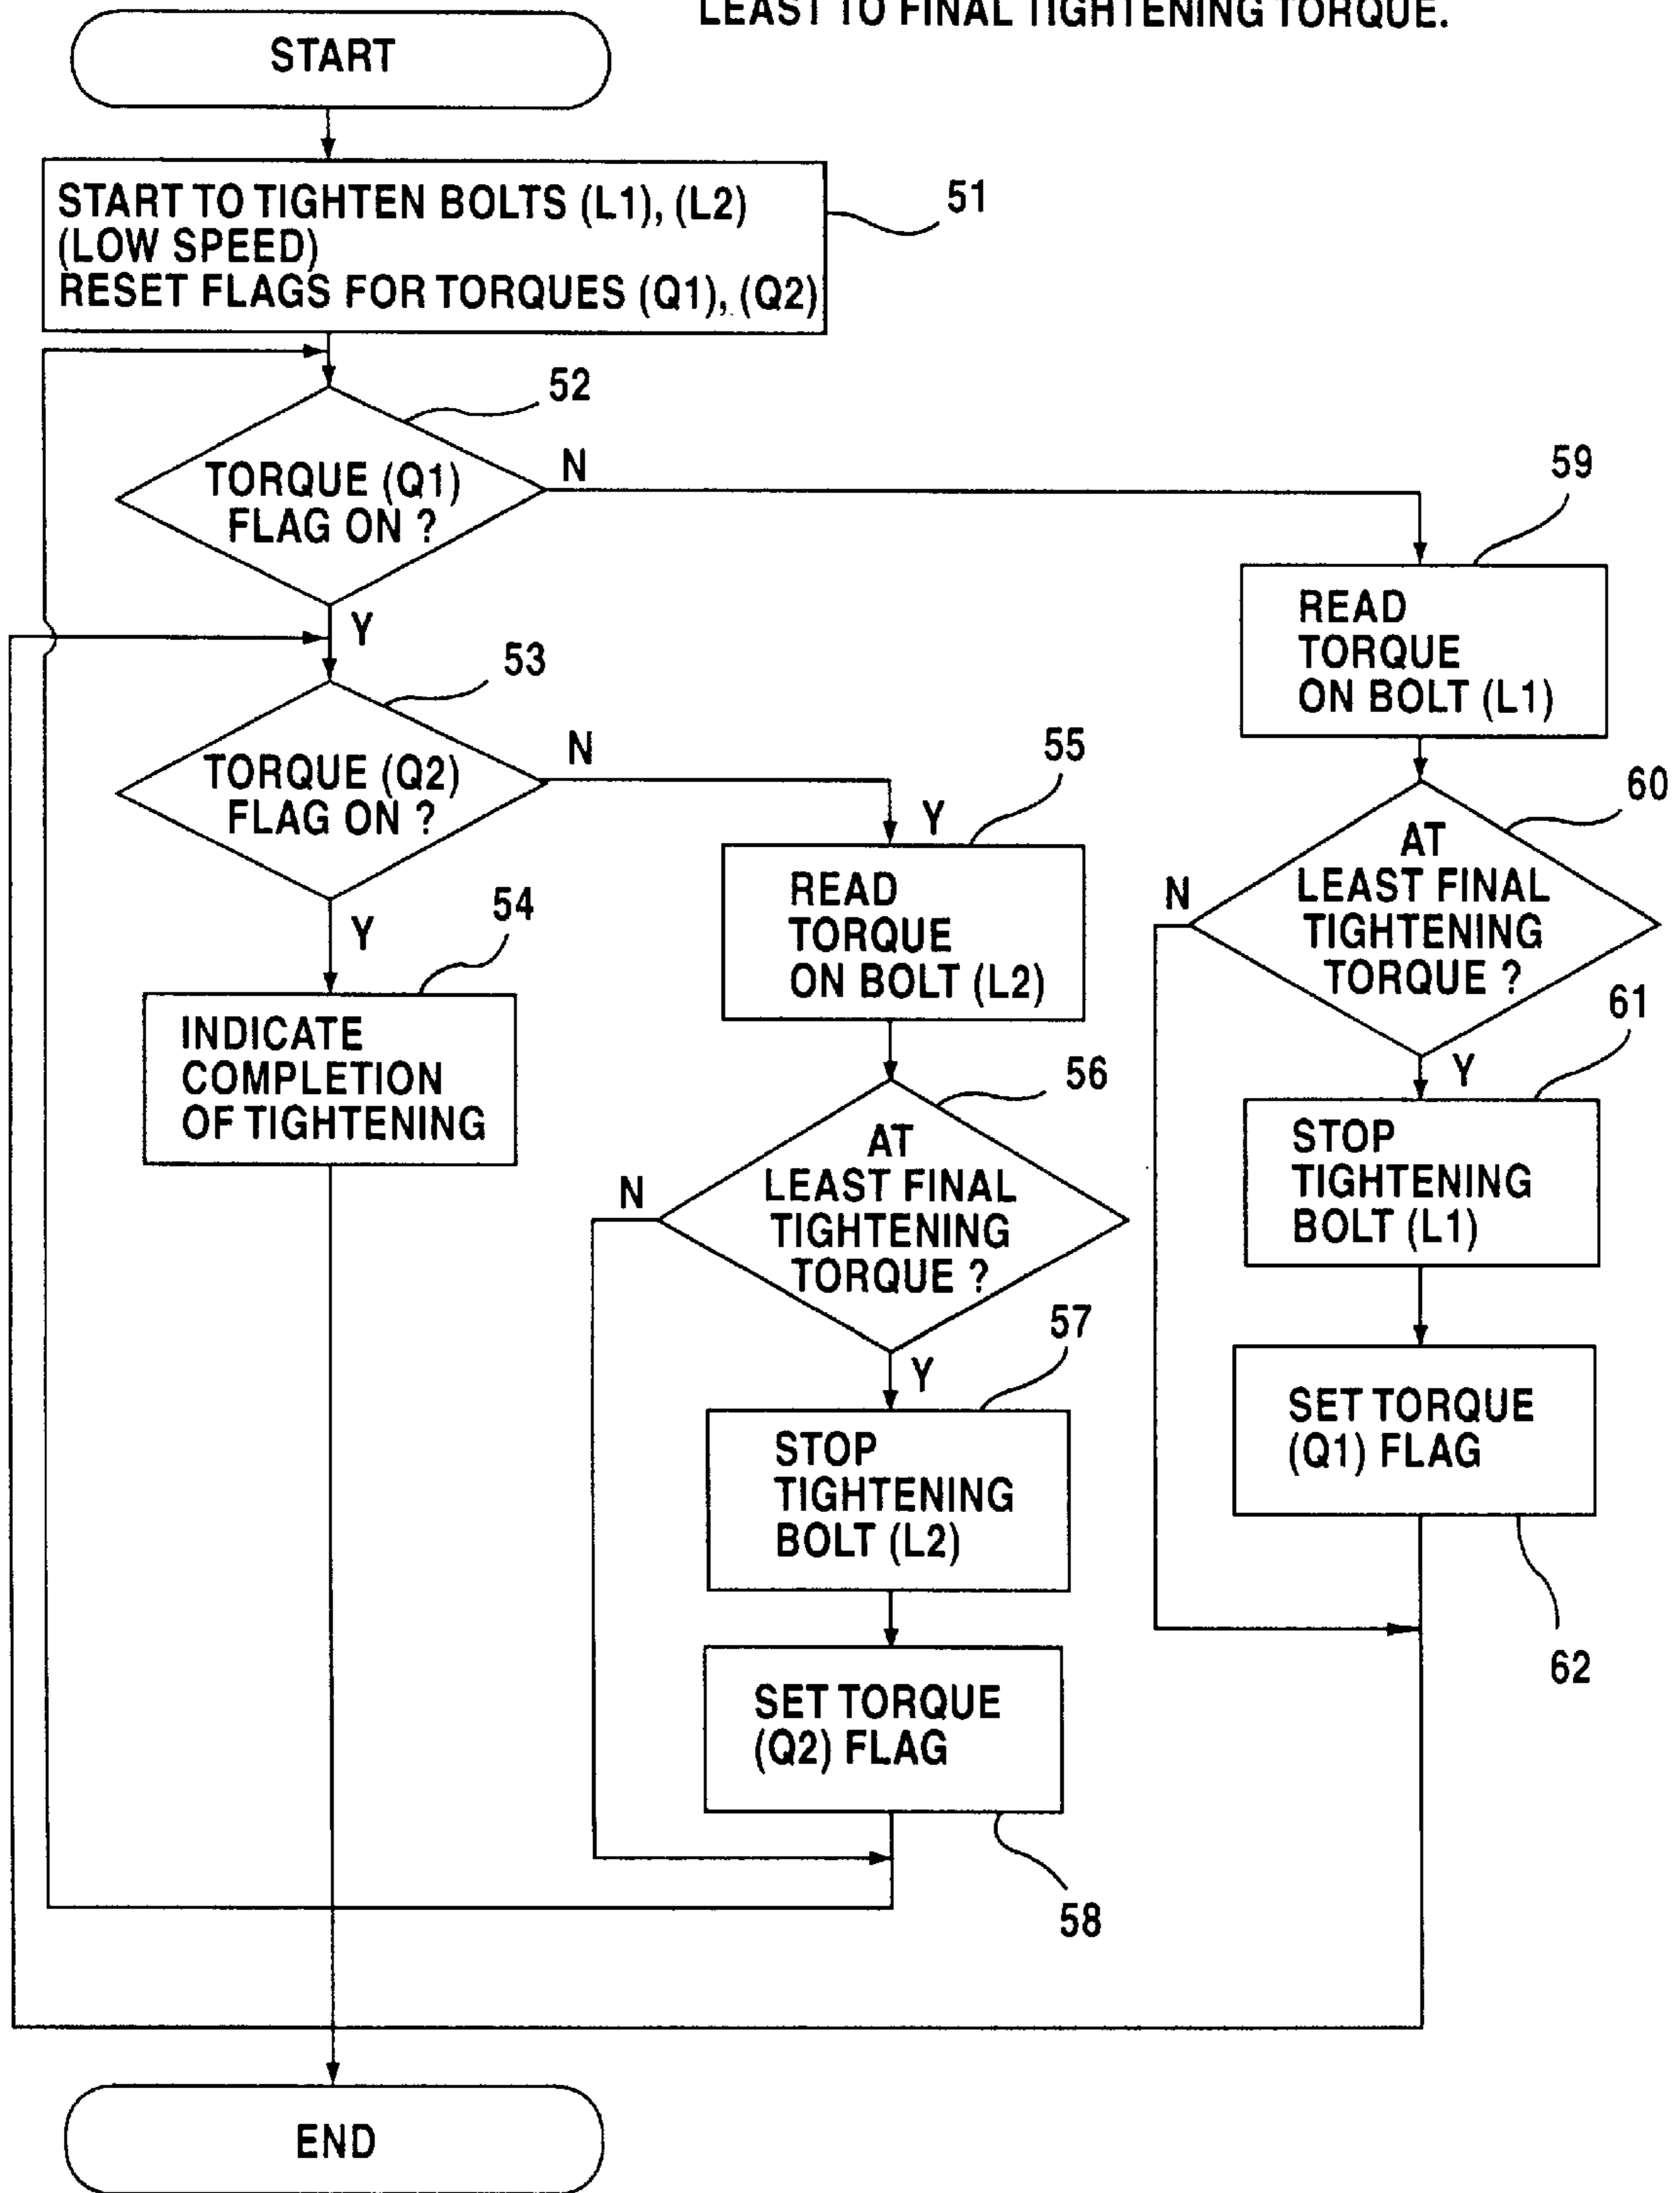 LEAST TO FINAL TIGHTENING TORQUE.
START
START TO TIGHTEN BOLTS (L1), (L2)
(LOW SPEED)
RESET FLAGS FOR TORQUES (Q1), (Q2)
51
52
TORQUE (Q1)
FLAG ON ?
N
Y
53
TORQUE (Q2)
FLAG ON ?
N
Y
54
INDICATE
COMPLETION
OF TIGHTENING
Y
55
READ
TORQUE
ON BOLT (L2)
56
AT
LEAST FINAL
TIGHTENING
TORQUE ?
N
Y
57
STOP
TIGHTENING
BOLT (L2)
SET TORQUE
(Q2) FLAG
58
59
READ
TORQUE
ON BOLT (L1)
60
AT
LEAST FINAL
TIGHTENING
TORQUE ?
N
Y
61
STOP
TIGHTENING
BOLT (L1)
SET TORQUE
(Q1) FLAG
62
END